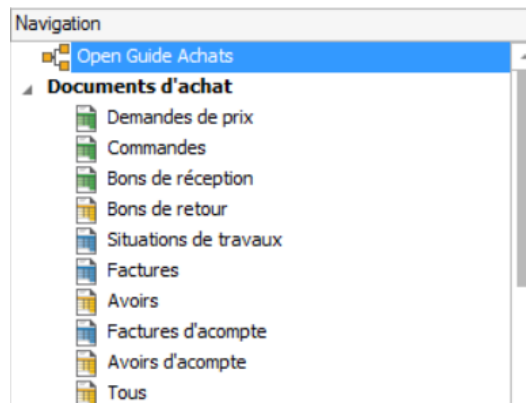 Navigation
Open Guide Achats
Documents d'achat
Demandes de prix
Commandes
Bons de réception
Bons de retour
Situations de travaux
Factures
Avoirs
Factures d'acompte
Avoirs d'acompte
Tous